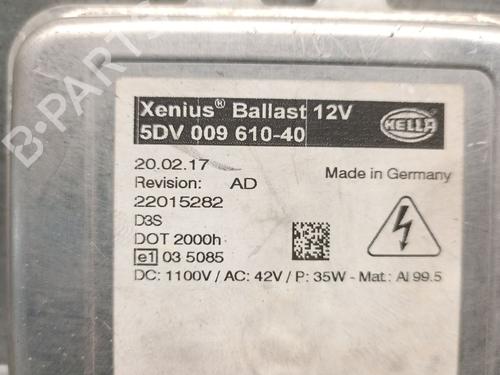 Xenius® Ballast 12V
5DV 009 610-40
HELLA
20.02.17
Made in Germany
Revision: AD
22015282
D3S
DOT 2000h
e1 03 5085
DC: 1100V / AC: 42V / P: 35W - Mat.: Al 99.5